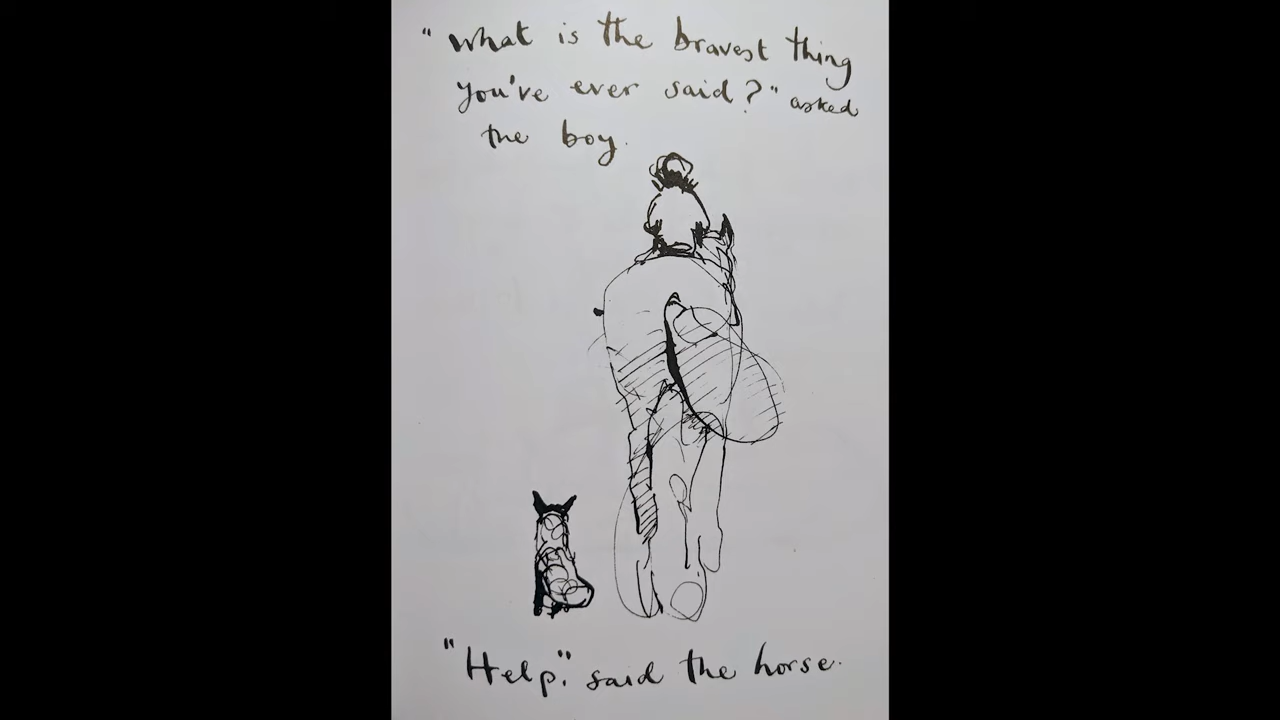 "What is the bravest thing
you've ever said?" asked
the boy.
"Help." said the horse.